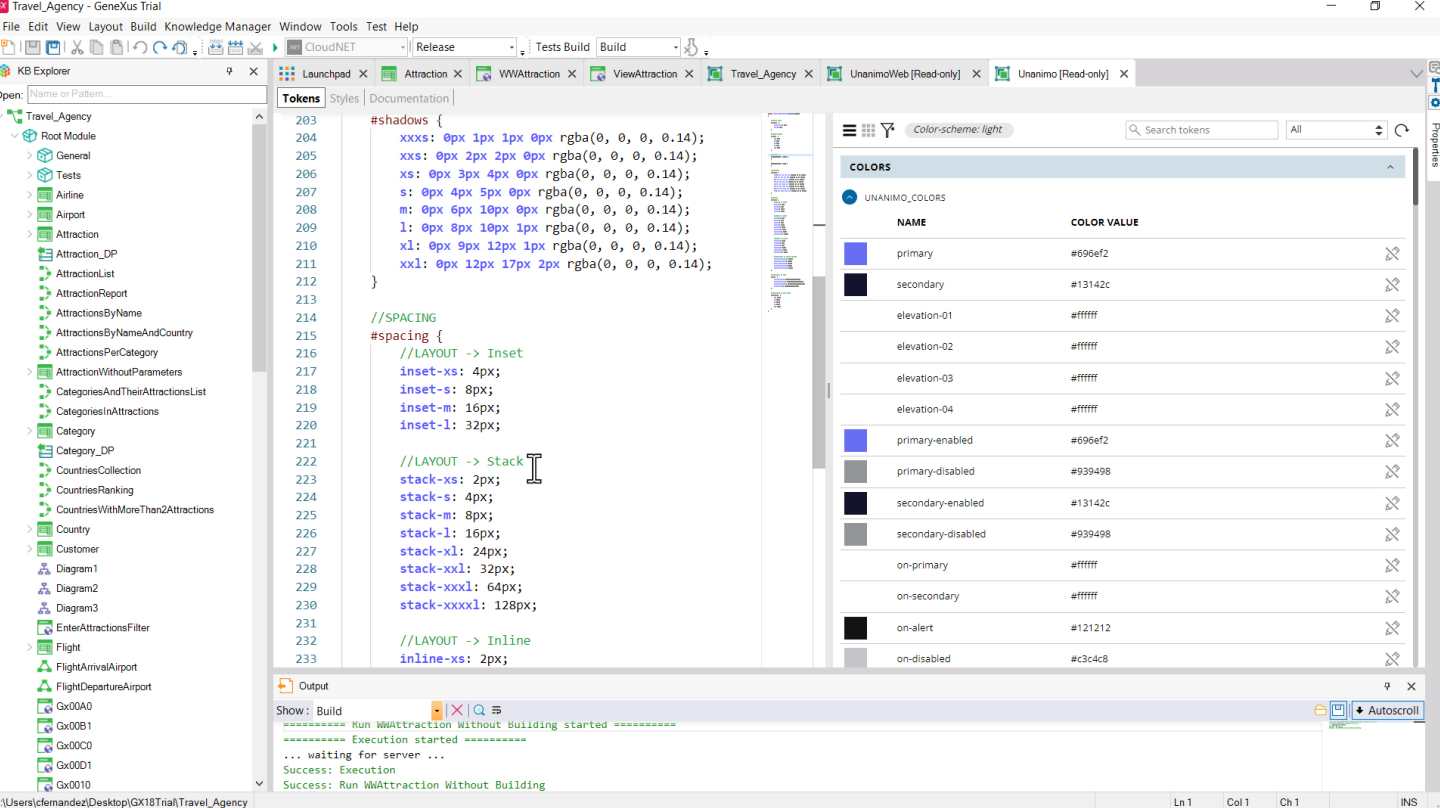 Travel_Agency - GeneXus Trial
File Edit View Layout Build Knowledge Manager Window Tools Test Help
CloudNET Release Tests Build Build
KB Explorer
Open: Name or Pattern ...
Travel_Agency
Root Module
General
Tests
Airline
Airport
Attraction
Attraction_DP
AttractionList
AttractionReport
AttractionsByName
AttractionsByNameAndCountry
AttractionsPerCategory
AttractionWithoutParameters
CategoriesAndTheirAttractionsList
CategoriesInAttractions
Category
Category_DP
CountriesCollection
CountriesRanking
CountriesWithMoreThan2Attractions
Country
Customer
Diagram1
Diagram2
Diagram3
EnterAttractionsFilter
Flight
FlightArrivalAirport
FlightDepartureAirport
Gx00A0
Gx00B1
Gx00C0
Gx00D1
Gx0010
Launchpad Attraction WWAttraction ViewAttraction Travel_Agency UnanimoWeb [Read-only] Unanimo [Read-only]
Tokens Styles Documentation
203 #shadows {
204 xxxs: 0px 1px 1px 0px rgba(0, 0, 0, 0.14);
205 xxs: 0px 2px 2px 0px rgba(0, 0, 0, 0.14);
206 xs: 0px 3px 4px 0px rgba(0, 0, 0, 0.14);
207 s: 0px 4px 5px 0px rgba(0, 0, 0, 0.14);
208 m: 0px 6px 10px 0px rgba(0, 0, 0, 0.14);
209 l: 0px 8px 10px 1px rgba(0, 0, 0, 0.14);
210 xl: 0px 9px 12px 1px rgba(0, 0, 0, 0.14);
211 xxl: 0px 12px 17px 2px rgba(0, 0, 0, 0.14);
212 }
213
214 //SPACING
215 #spacing {
216 //LAYOUT -> Inset
217 inset-xs: 4px;
218 inset-s: 8px;
219 inset-m: 16px;
220 inset-l: 32px;
221
222 //LAYOUT -> Stack
223 stack-xs: 2px;
224 stack-s: 4px;
225 stack-m: 8px;
226 stack-l: 16px;
227 stack-xl: 24px;
228 stack-xxl: 32px;
229 stack-xxxl: 64px;
230 stack-xxxxl: 128px;
231
232 //LAYOUT -> Inline
233 inline-xs: 2px;
Color-scheme: light Search tokens All
COLORS
UNANIMO_COLORS
NAME COLOR VALUE
primary #696ef2
secondary #13142c
elevation-01 #ffffff
elevation-02 #ffffff
elevation-03 #ffffff
elevation-04 #ffffff
primary-enabled #696ef2
primary-disabled #939498
secondary-enabled #13142c
secondary-disabled #939498
on-primary #ffffff
on-secondary #ffffff
on-alert #121212
on-disabled #c3c4c8
Properties
Output
Show: Build Autoscroll
========== Run WWAttraction Without Building started ==========
========== Execution started ==========
... waiting for server ...
Success: Execution
Success: Run WWAttraction Without Building
:\Users\cfernandez\Desktop\GX18Trial\Travel_Agency Ln 1 Col 1 Ch 1 INS